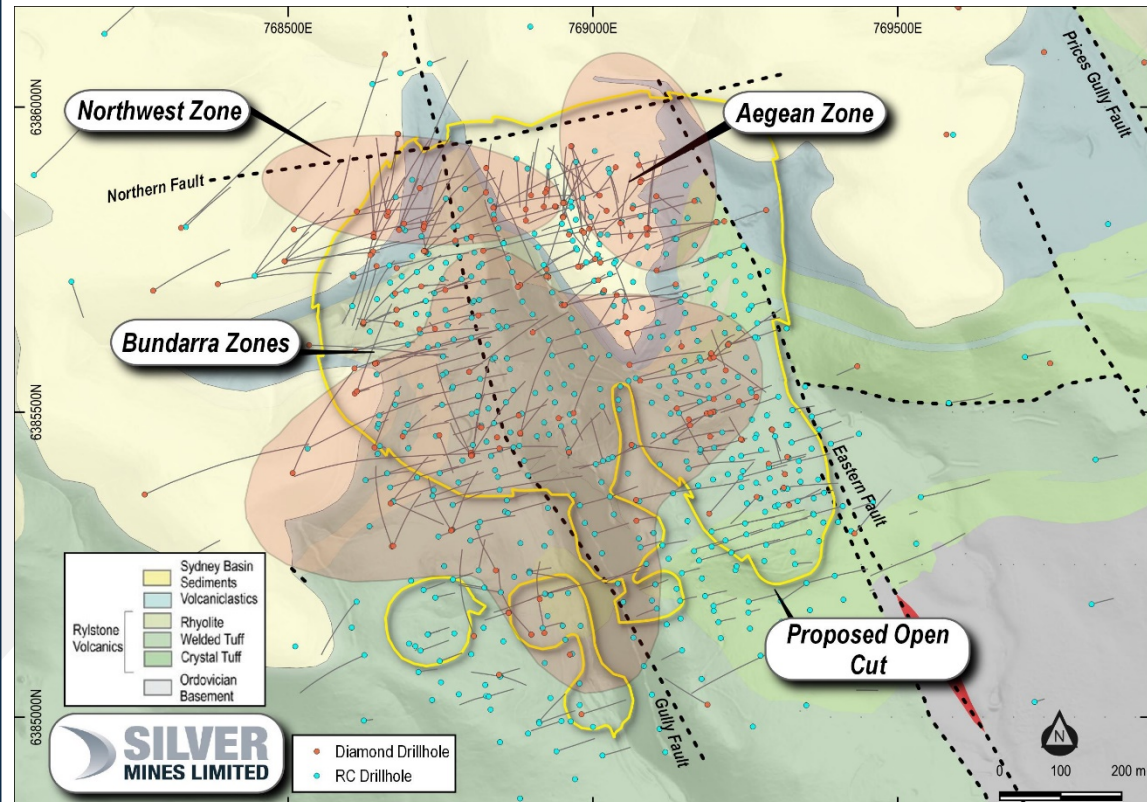 768500E
769000E
769500E
6386000N
6385500N
6385000N
Northwest Zone
Aegean Zone
Prices Gully Fault
Northern Fault
Bundarra Zones
Eastern Fault
Proposed Open
Cut
Gully Fault
Sydney Basin
Sediments
Volcaniclastics
Rylstone
Volcanics
Rhyolite
Welded Tuff
Crystal Tuff
Ordovician
Basement
SILVER
MINES LIMITED
Diamond Drillhole
RC Drillhole
N
0 100 200 m